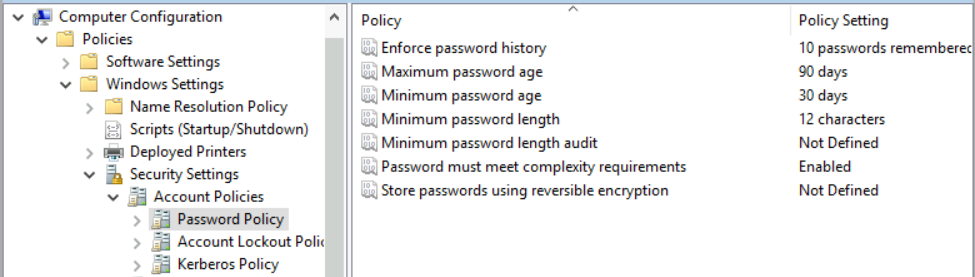 Computer Configuration
Policies
Software Settings
Windows Settings
Name Resolution Policy
Scripts (Startup/Shutdown)
Deployed Printers
Security Settings
Account Policies
Password Policy
Account Lockout Polic
Kerberos Policy
Policy Policy Setting
Enforce password history 10 passwords remembered
Maximum password age 90 days
Minimum password age 30 days
Minimum password length 12 characters
Minimum password length audit Not Defined
Password must meet complexity requirements Enabled
Store passwords using reversible encryption Not Defined